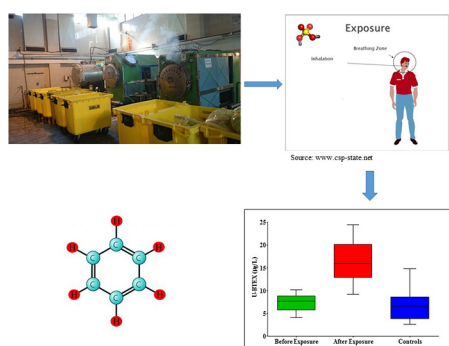 Exposure
Breathing Zone
Inhalation
Source: www.csp-state.net
H
H
H
C
C
C
C
C
C
H
H
H
U-BTEX (ng/L)
25
20
15
10
5
0
Before Exposure
After Exposure
Controls